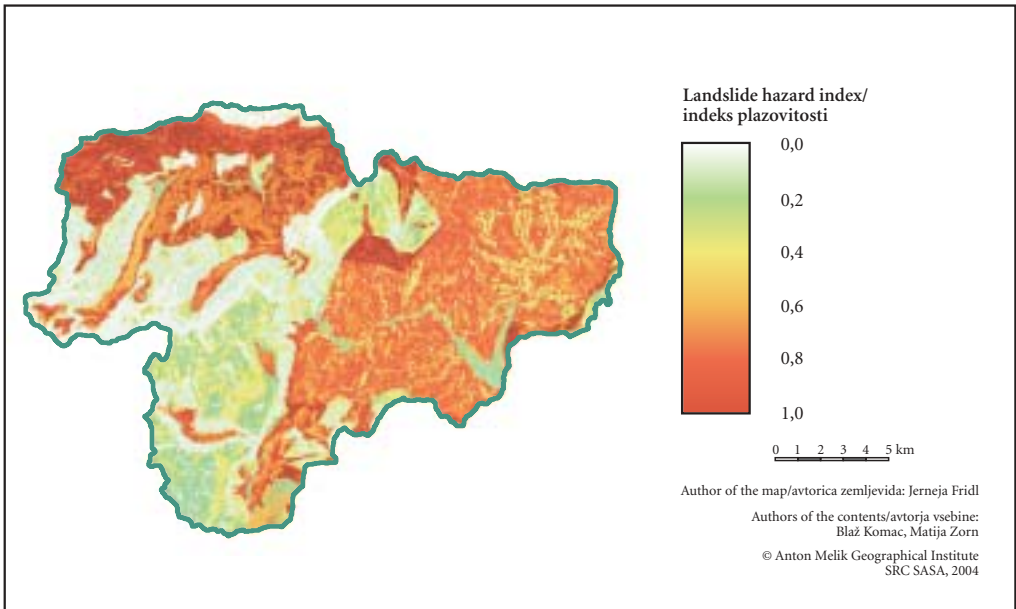 Landslide hazard index/
indeks plazovitosti
0,0
0,2
0,4
0,6
0,8
1,0
0 1 2 3 4 5 km
Author of the map/avtorica zemljevida: Jerneja Fridl
Authors of the contents/avtorja vsebine:
Blaž Komac, Matija Zorn
© Anton Melik Geographical Institute
SRC SASA, 2004